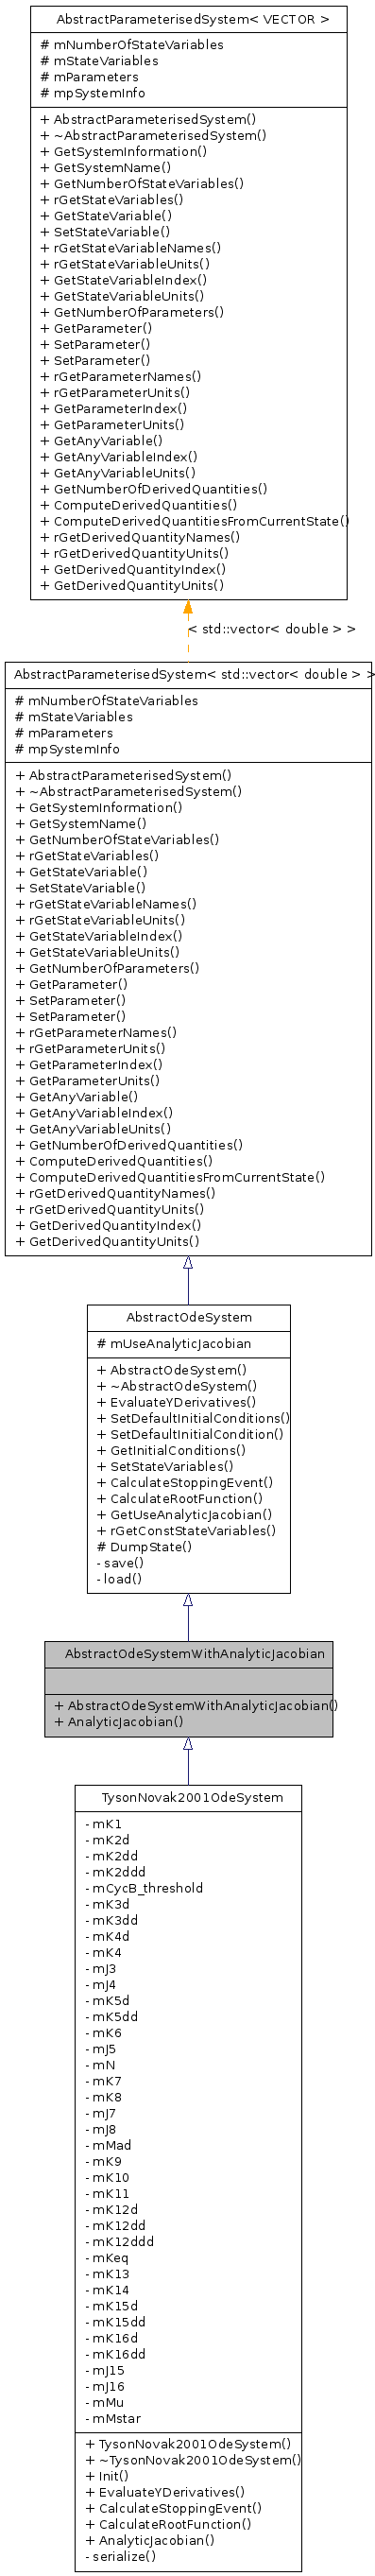 AbstractParameterisedSystem< VECTOR >
# mNumberOfStateVariables
# mStateVariables
# mParameters
# mpSystemInfo
+ AbstractParameterisedSystem()
+ ~AbstractParameterisedSystem()
+ GetSystemInformation()
+ GetSystemName()
+ GetNumberOfStateVariables()
+ rGetStateVariables()
+ GetStateVariable()
+ SetStateVariable()
+ rGetStateVariableNames()
+ rGetStateVariableUnits()
+ GetStateVariableIndex()
+ GetStateVariableUnits()
+ GetNumberOfParameters()
+ GetParameter()
+ SetParameter()
+ SetParameter()
+ rGetParameterNames()
+ rGetParameterUnits()
+ GetParameterIndex()
+ GetParameterUnits()
+ GetAnyVariable()
+ GetAnyVariableIndex()
+ GetAnyVariableUnits()
+ GetNumberOfDerivedQuantities()
+ ComputeDerivedQuantities()
+ ComputeDerivedQuantitiesFromCurrentState()
+ rGetDerivedQuantityNames()
+ rGetDerivedQuantityUnits()
+ GetDerivedQuantityIndex()
+ GetDerivedQuantityUnits()
< std::vector< double > >
AbstractParameterisedSystem< std::vector< double > >
# mNumberOfStateVariables
# mStateVariables
# mParameters
# mpSystemInfo
+ AbstractParameterisedSystem()
+ ~AbstractParameterisedSystem()
+ GetSystemInformation()
+ GetSystemName()
+ GetNumberOfStateVariables()
+ rGetStateVariables()
+ GetStateVariable()
+ SetStateVariable()
+ rGetStateVariableNames()
+ rGetStateVariableUnits()
+ GetStateVariableIndex()
+ GetStateVariableUnits()
+ GetNumberOfParameters()
+ GetParameter()
+ SetParameter()
+ SetParameter()
+ rGetParameterNames()
+ rGetParameterUnits()
+ GetParameterIndex()
+ GetParameterUnits()
+ GetAnyVariable()
+ GetAnyVariableIndex()
+ GetAnyVariableUnits()
+ GetNumberOfDerivedQuantities()
+ ComputeDerivedQuantities()
+ ComputeDerivedQuantitiesFromCurrentState()
+ rGetDerivedQuantityNames()
+ rGetDerivedQuantityUnits()
+ GetDerivedQuantityIndex()
+ GetDerivedQuantityUnits()
AbstractOdeSystem
# mUseAnalyticJacobian
+ AbstractOdeSystem()
+ ~AbstractOdeSystem()
+ EvaluateYDerivatives()
+ SetDefaultInitialConditions()
+ SetDefaultInitialCondition()
+ GetInitialConditions()
+ SetStateVariables()
+ CalculateStoppingEvent()
+ CalculateRootFunction()
+ GetUseAnalyticJacobian()
+ rGetConstStateVariables()
# DumpState()
- save()
- load()
AbstractOdeSystemWithAnalyticJacobian
+ AbstractOdeSystemWithAnalyticJacobian()
+ AnalyticJacobian()
TysonNovak2001OdeSystem
- mK1
- mK2d
- mK2dd
- mK2ddd
- mCycB_threshold
- mK3d
- mK3dd
- mK4d
- mK4
- mJ3
- mJ4
- mK5d
- mK5dd
- mK6
- mJ5
- mN
- mK7
- mK8
- mJ7
- mJ8
- mMad
- mK9
- mK10
- mK11
- mK12d
- mK12dd
- mK12ddd
- mKeq
- mK13
- mK14
- mK15d
- mK15dd
- mK16d
- mK16dd
- mJ15
- mJ16
- mMu
- mMstar
+ TysonNovak2001OdeSystem()
+ ~TysonNovak2001OdeSystem()
+ Init()
+ EvaluateYDerivatives()
+ CalculateStoppingEvent()
+ CalculateRootFunction()
+ AnalyticJacobian()
- serialize()